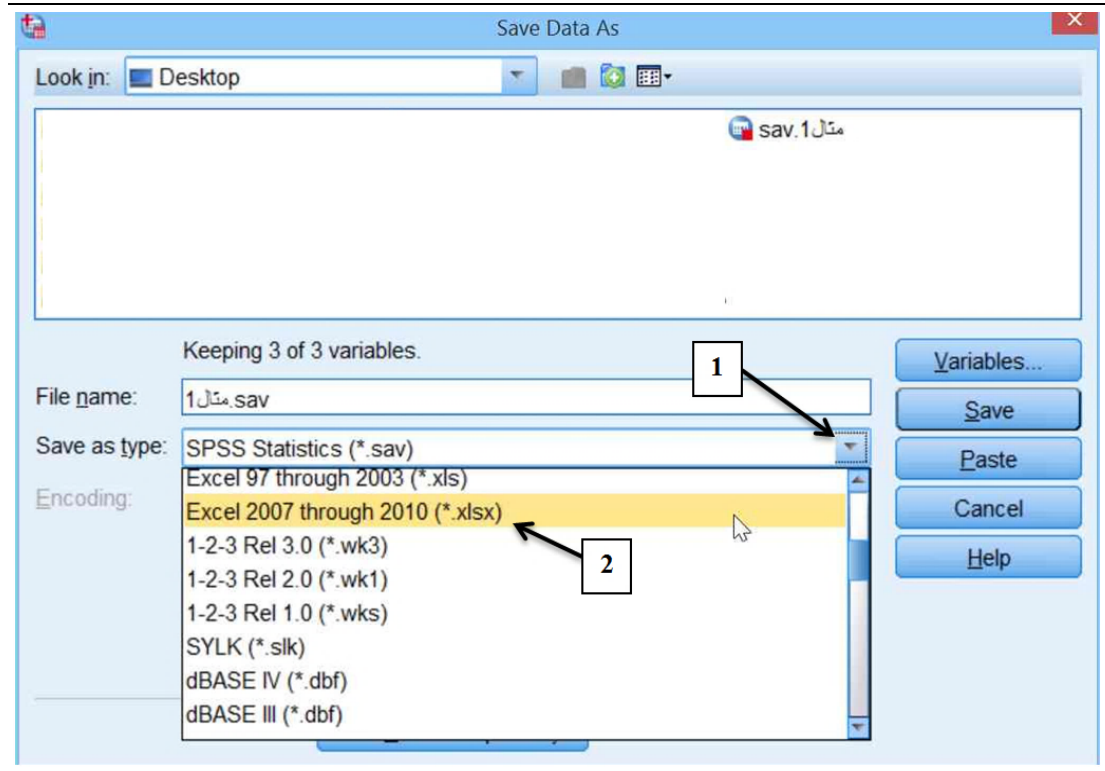 Save Data As
Look in: Desktop
مثال1.sav
Keeping 3 of 3 variables.
1
Variables...
File name: مثال1.sav
Save
Save as type: SPSS Statistics (*.sav)
Paste
Excel 97 through 2003 (*.xls)
Encoding:
Excel 2007 through 2010 (*.xlsx)
Cancel
1-2-3 Rel 3.0 (*.wk3)
2
Help
1-2-3 Rel 2.0 (*.wk1)
1-2-3 Rel 1.0 (*.wks)
SYLK (*.slk)
dBASE IV (*.dbf)
dBASE III (*.dbf)